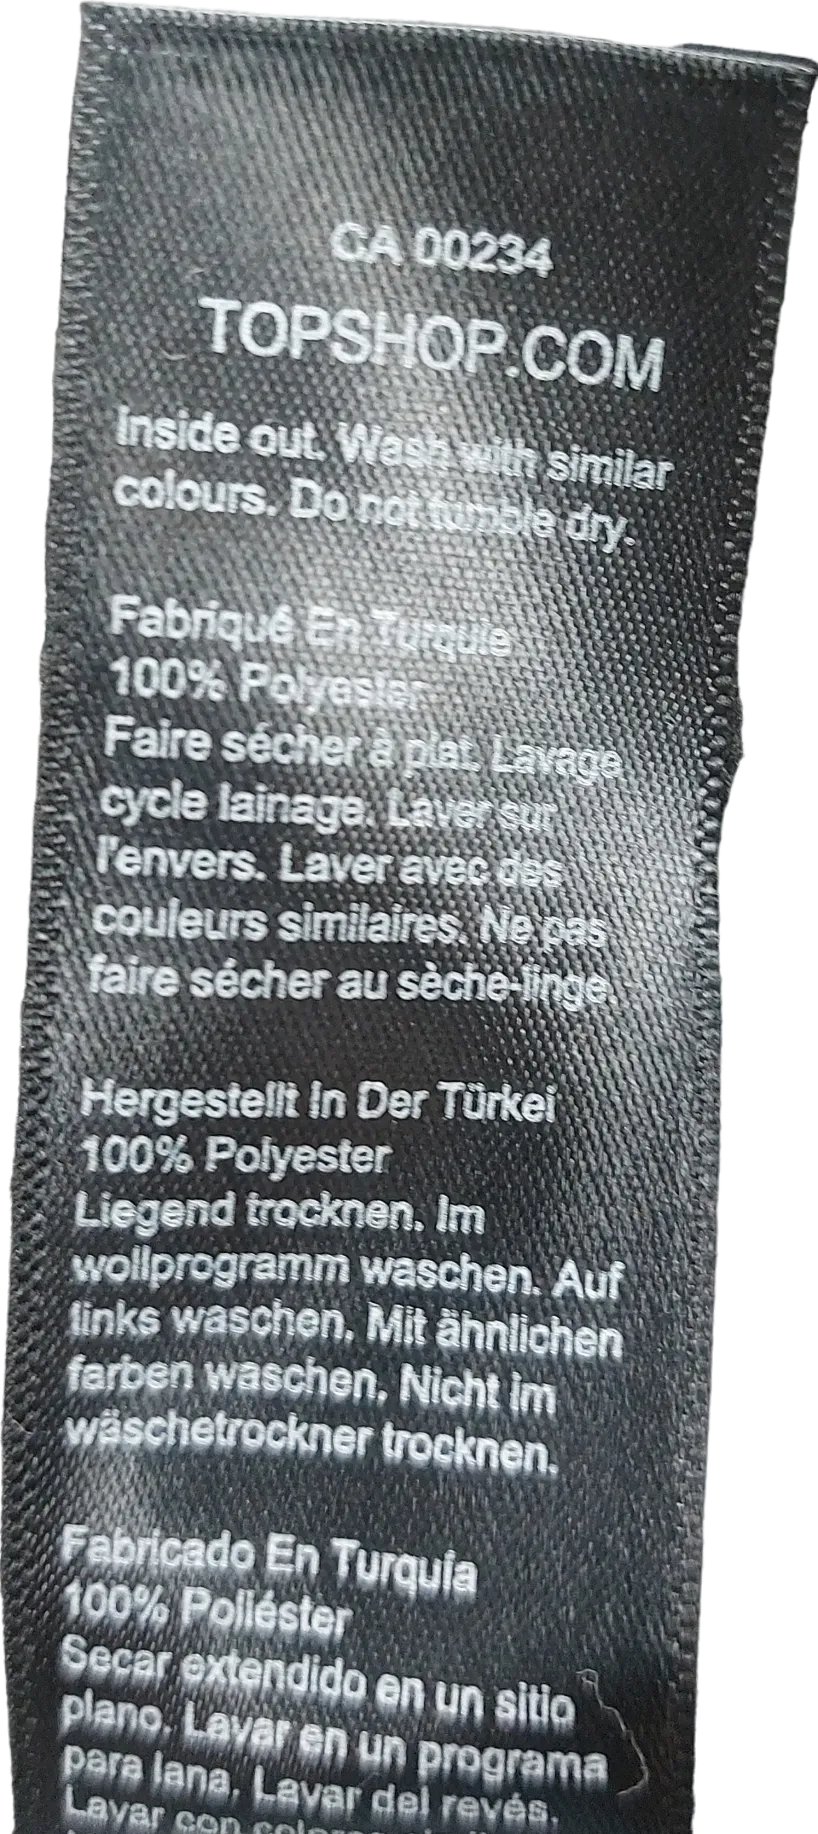 CA 00234
TOPSHOP.COM
Inside out. Wash with similar
colours. Do not tumble dry.
Fabriqué En Turquie
100% Polyester
Faire sécher à plat. Lavage
cycle lainage. Laver sur
l'envers. Laver avec des
couleurs similaires. Ne pas
faire sécher au sèche-linge
Hergestellt In Der Türkei
100% Polyester
Liegend trocknen. Im
wollprogramm waschen. Auf
links waschen. Mit ähnlichen
farben waschen. Nicht im
wäschetrockner trocknen.
Fabricado En Turquía
100% Poliéster
Secar extendido en un sitio
plano. Lavar en un programa
para lana. Lavar del revés.
Lavar con